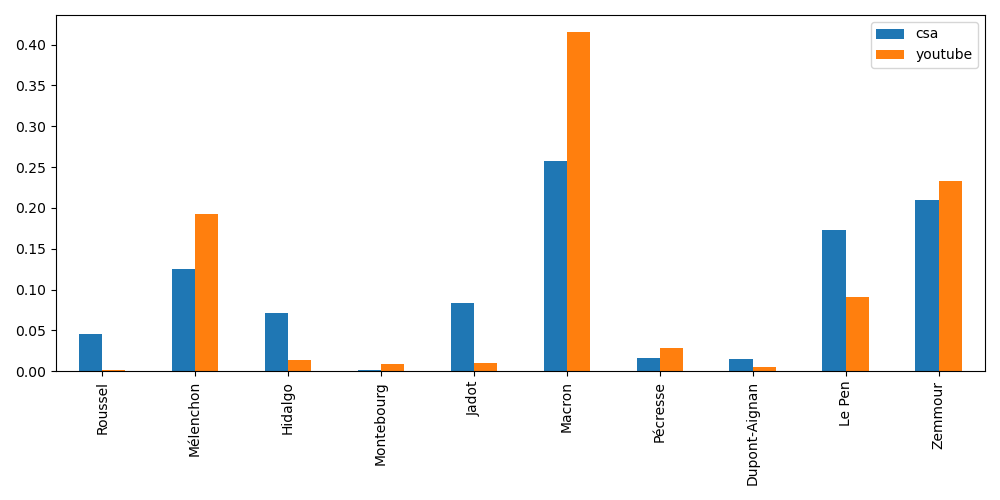 csa
youtube
0.40
0.35
0.30
0.25
0.20
0.15
0.10
0.05
0.00
Roussel
Mélenchon
Hidalgo
Montebourg
Jadot
Macron
Pécresse
Dupont-Aignan
Le Pen
Zemmour